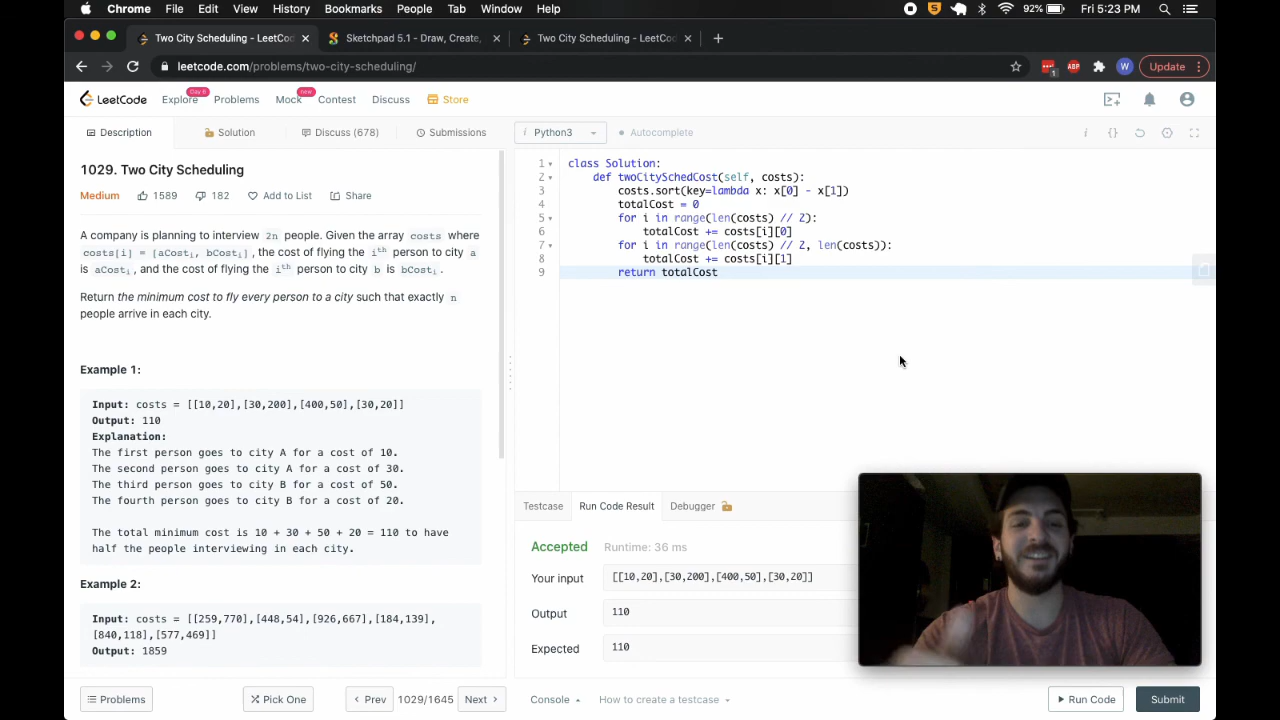 Chrome File Edit View History Bookmarks People Tab Window Help 92% Fri 5:23 PM
Two City Scheduling - LeetCo Sketchpad 5.1 - Draw, Create, Two City Scheduling - LeetCo
leetcode.com/problems/two-city-scheduling/ 1 ABP W Update
LeetCode Explore Day 6 Problems Mock new Contest Discuss Store
Description Solution Discuss (678) Submissions i Python3 Autocomplete i {}
1029. Two City Scheduling
Medium 1589 182 Add to List Share
A company is planning to interview 2n people. Given the array costs where
costs[i] = [aCosti, bCosti], the cost of flying the ith person to city a
is aCosti, and the cost of flying the ith person to city b is bCosti.
Return the minimum cost to fly every person to a city such that exactly n
people arrive in each city.
Example 1:
Input: costs = [[10,20],[30,200],[400,50],[30,20]]
Output: 110
Explanation:
The first person goes to city A for a cost of 10.
The second person goes to city A for a cost of 30.
The third person goes to city B for a cost of 50.
The fourth person goes to city B for a cost of 20.
The total minimum cost is 10 + 30 + 50 + 20 = 110 to have
half the people interviewing in each city.
Example 2:
Input: costs = [[259,770],[448,54],[926,667],[184,139],
[840,118],[577,469]]
Output: 1859
1 class Solution:
2 def twoCitySchedCost(self, costs):
3 costs.sort(key=lambda x: x[0] - x[1])
4 totalCost = 0
5 for i in range(len(costs) // 2):
6 totalCost += costs[i][0]
7 for i in range(len(costs) // 2, len(costs)):
8 totalCost += costs[i][1]
9 return totalCost
Testcase Run Code Result Debugger
Accepted Runtime: 36 ms
Your input [[10,20],[30,200],[400,50],[30,20]]
Output 110
Expected 110
Problems Pick One Prev 1029/1645 Next Console How to create a testcase Run Code Submit